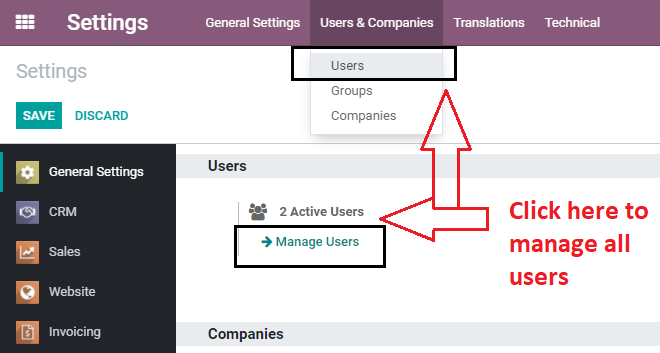 Settings General Settings Users & Companies Translations Technical
Users
Groups
Companies
Settings
SAVE DISCARD
General Settings
CRM
Sales
Website
Invoicing
Users
2 Active Users
Manage Users
Click here to
manage all
users
Companies